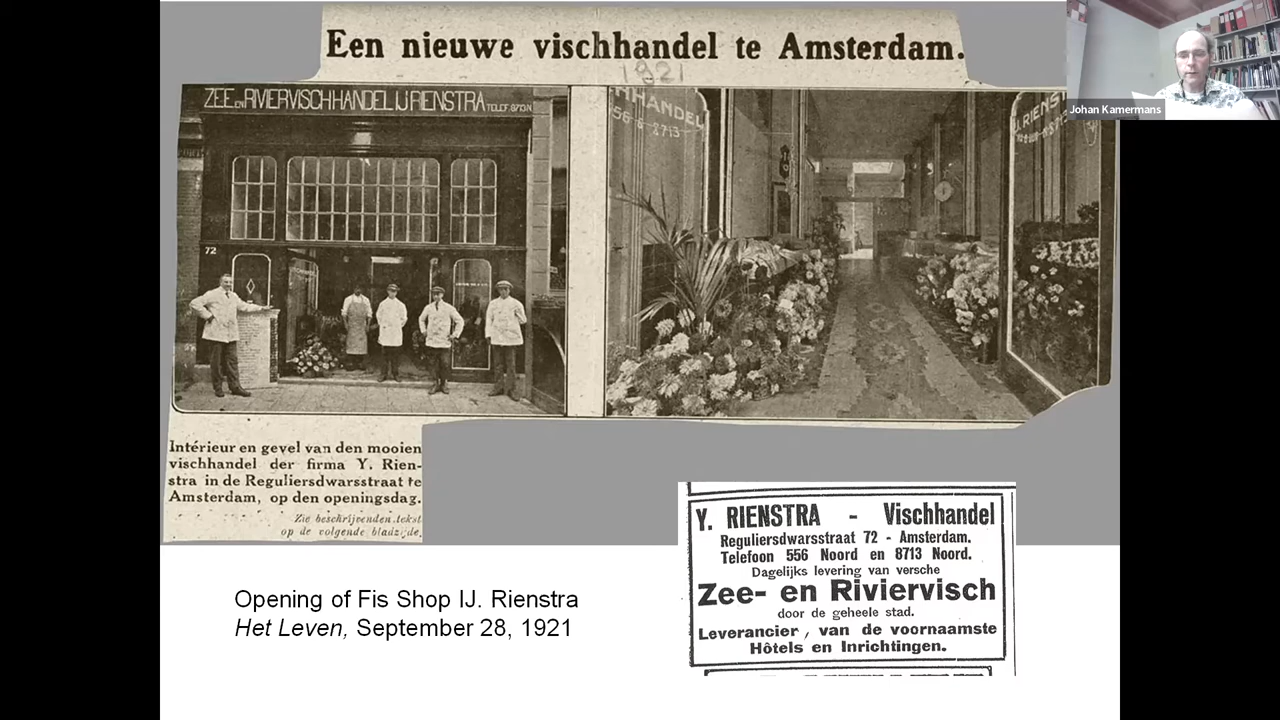 Een nieuwe vischhandel te Amsterdam.
1921
ZEE EN RIVIERVISCHHANDEL IJ RIENSTRA TELEF. 8713 N.
72
HHANDEL
556 & 8713
J. RIENST
Intérieur en gevel van den mooien
vischhandel der firma Y. Rien-
stra in de Reguliersdwarsstraat te
Amsterdam, op den openingsdag.
Zie beschrijvenden tekst
op de volgende bladzijde.
Y. RIENSTRA - Vischhandel
Reguliersdwarsstraat 72 - Amsterdam.
Telefoon 556 Noord en 8713 Noord.
Dagelijks levering van versche
Zee- en Riviervisch
door de geheele stad.
Leverancier, van de voornaamste
Hôtels en Inrichtingen.
Opening of Fis Shop IJ. Rienstra
Het Leven, September 28, 1921
Johan Kamermans